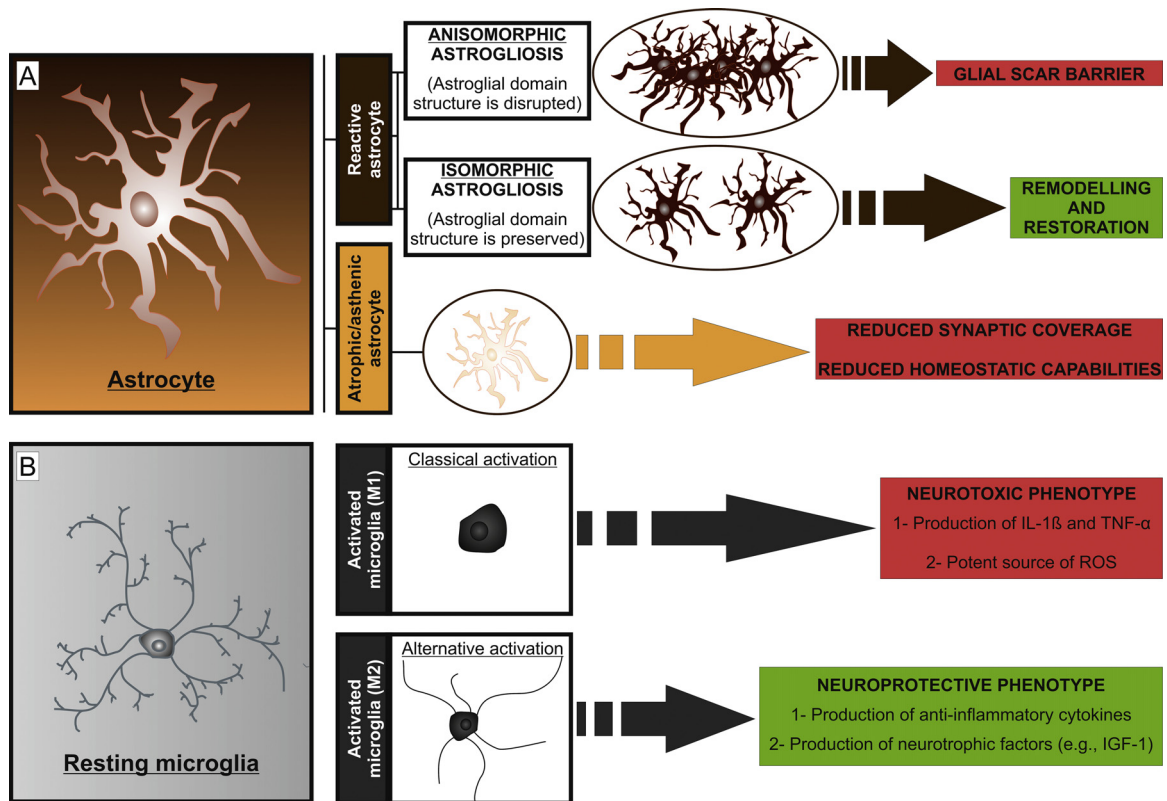 A
Astrocyte
Reactive
astrocyte
ANISOMORPHIC
ASTROGLIOSIS
(Astroglial domain
structure is disrupted)
GLIAL SCAR BARRIER
ISOMORPHIC
ASTROGLIOSIS
(Astroglial domain
structure is preserved)
REMODELLING
AND
RESTORATION
Atrophic/asthenic
astrocyte
REDUCED SYNAPTIC COVERAGE
REDUCED HOMEOSTATIC CAPABILITIES
B
Resting microglia
Activated
microglia (M1)
Classical activation
NEUROTOXIC PHENOTYPE
1- Production of IL-1ß and TNF-α
2- Potent source of ROS
Activated
microglia (M2)
Alternative activation
NEUROPROTECTIVE PHENOTYPE
1- Production of anti-inflammatory cytokines
2- Production of neurotrophic factors (e.g., IGF-1)